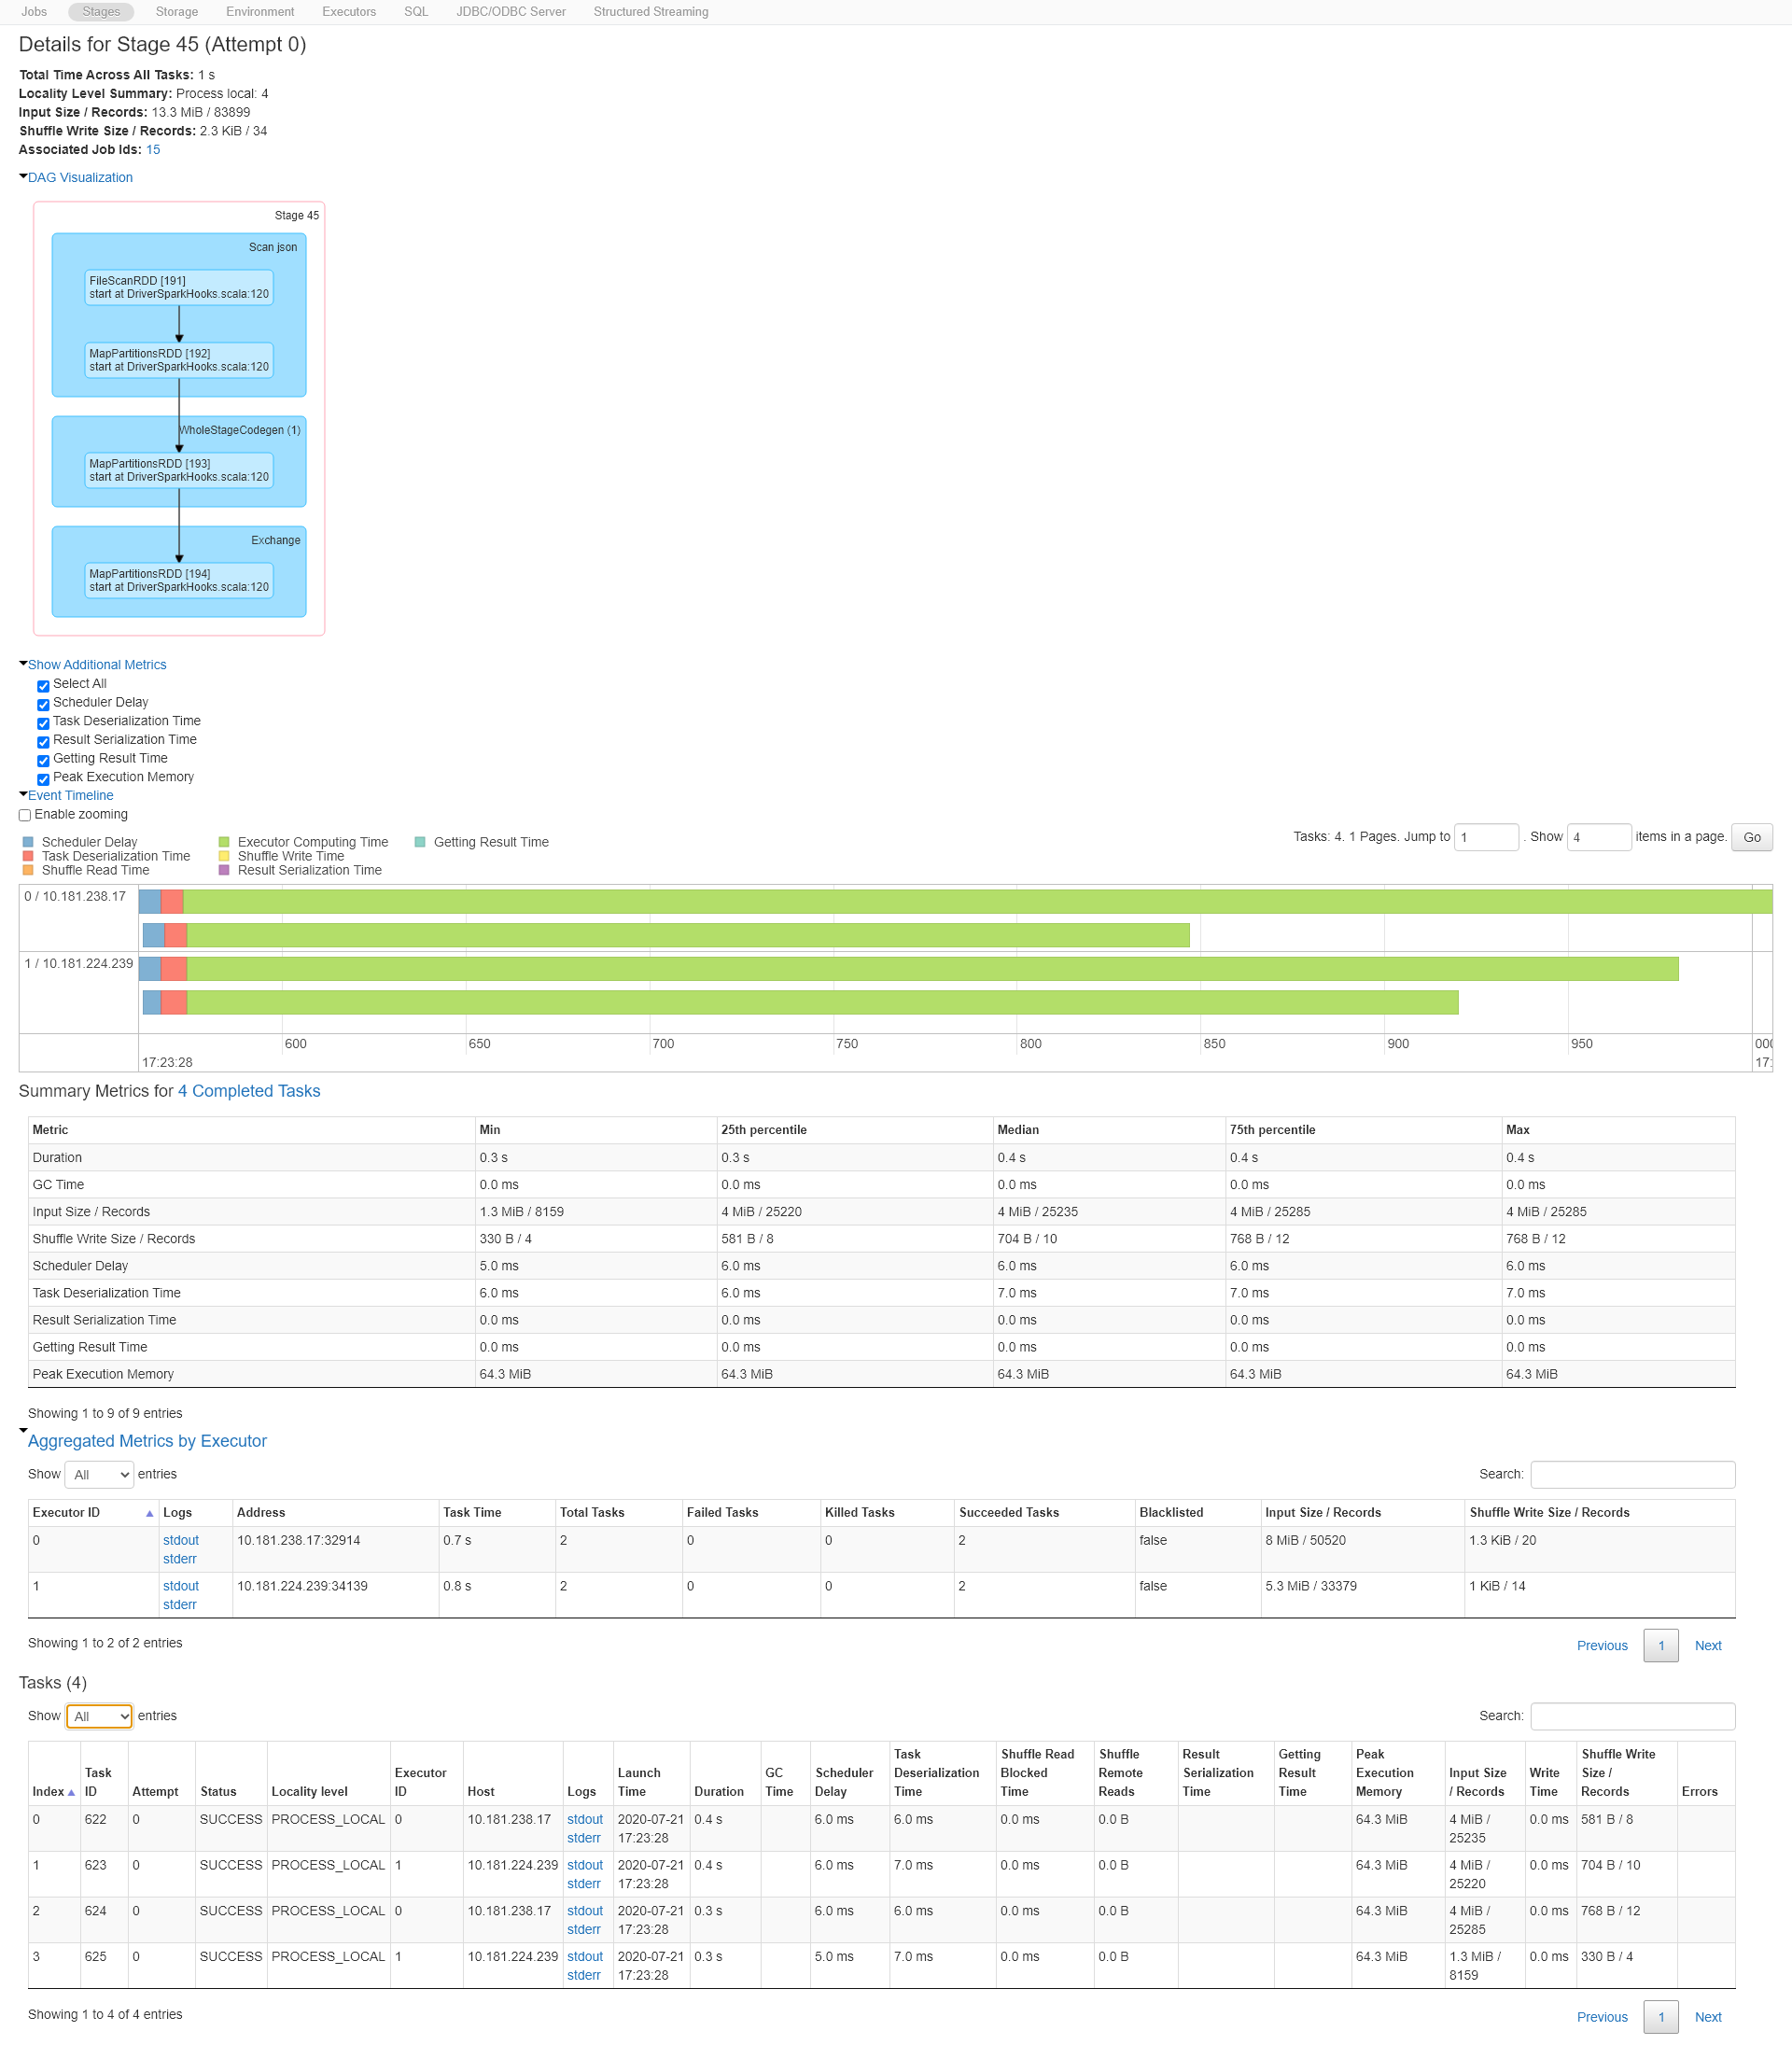 Jobs Stages Storage Environment Executors SQL JDBC/ODBC Server Structured Streaming
Details for Stage 45 (Attempt 0)
Total Time Across All Tasks: 1 s
Locality Level Summary: Process local: 4
Input Size / Records: 13.3 MiB / 83899
Shuffle Write Size / Records: 2.3 KiB / 34
Associated Job Ids: 15
DAG Visualization
Stage 45
Scan json
FileScanRDD [191]
start at DriverSparkHooks.scala:120
MapPartitionsRDD [192]
start at DriverSparkHooks.scala:120
WholeStageCodegen (1)
MapPartitionsRDD [193]
start at DriverSparkHooks.scala:120
Exchange
MapPartitionsRDD [194]
start at DriverSparkHooks.scala:120
Show Additional Metrics
Select All
Scheduler Delay
Task Deserialization Time
Result Serialization Time
Getting Result Time
Peak Execution Memory
Event Timeline
Enable zooming
Tasks: 4. 1 Pages. Jump to 1 . Show 4 items in a page. Go
Scheduler Delay Executor Computing Time Getting Result Time
Task Deserialization Time Shuffle Write Time
Shuffle Read Time Result Serialization Time
0 / 10.181.238.17
1 / 10.181.224.239
600 650 700 750 800 850 900 950 000
17:23:28 17:
Summary Metrics for 4 Completed Tasks
Metric Min 25th percentile Median 75th percentile Max
Duration 0.3 s 0.3 s 0.4 s 0.4 s 0.4 s
GC Time 0.0 ms 0.0 ms 0.0 ms 0.0 ms 0.0 ms
Input Size / Records 1.3 MiB / 8159 4 MiB / 25220 4 MiB / 25235 4 MiB / 25285 4 MiB / 25285
Shuffle Write Size / Records 330 B / 4 581 B / 8 704 B / 10 768 B / 12 768 B / 12
Scheduler Delay 5.0 ms 6.0 ms 6.0 ms 6.0 ms 6.0 ms
Task Deserialization Time 6.0 ms 6.0 ms 7.0 ms 7.0 ms 7.0 ms
Result Serialization Time 0.0 ms 0.0 ms 0.0 ms 0.0 ms 0.0 ms
Getting Result Time 0.0 ms 0.0 ms 0.0 ms 0.0 ms 0.0 ms
Peak Execution Memory 64.3 MiB 64.3 MiB 64.3 MiB 64.3 MiB 64.3 MiB
Showing 1 to 9 of 9 entries
Aggregated Metrics by Executor
Show All entries Search:
Executor ID Logs Address Task Time Total Tasks Failed Tasks Killed Tasks Succeeded Tasks Blacklisted Input Size / Records Shuffle Write Size / Records
0 stdout 10.181.238.17:32914 0.7 s 2 0 0 2 false 8 MiB / 50520 1.3 KiB / 20
stderr
1 stdout 10.181.224.239:34139 0.8 s 2 0 0 2 false 5.3 MiB / 33379 1 KiB / 14
stderr
Showing 1 to 2 of 2 entries Previous 1 Next
Tasks (4)
Show All entries Search:
Task Executor Launch GC Scheduler Task Shuffle Read Shuffle Result Getting Peak Input Size Write Shuffle Write
Deserialization Blocked Remote Serialization Result Execution Size /
Index ID Attempt Status Locality level ID Host Logs Time Duration Time Delay Time Time Reads Time Time Memory / Records Time Records Errors
0 622 0 SUCCESS PROCESS_LOCAL 0 10.181.238.17 stdout 2020-07-21 0.4 s 6.0 ms 6.0 ms 0.0 ms 0.0 B 64.3 MiB 4 MiB / 0.0 ms 581 B / 8
stderr 17:23:28 25235
1 623 0 SUCCESS PROCESS_LOCAL 1 10.181.224.239 stdout 2020-07-21 0.4 s 6.0 ms 7.0 ms 0.0 ms 0.0 B 64.3 MiB 4 MiB / 0.0 ms 704 B / 10
stderr 17:23:28 25220
2 624 0 SUCCESS PROCESS_LOCAL 0 10.181.238.17 stdout 2020-07-21 0.3 s 6.0 ms 6.0 ms 0.0 ms 0.0 B 64.3 MiB 4 MiB / 0.0 ms 768 B / 12
stderr 17:23:28 25285
3 625 0 SUCCESS PROCESS_LOCAL 1 10.181.224.239 stdout 2020-07-21 0.3 s 5.0 ms 7.0 ms 0.0 ms 0.0 B 64.3 MiB 1.3 MiB / 0.0 ms 330 B / 4
stderr 17:23:28 8159
Showing 1 to 4 of 4 entries Previous 1 Next